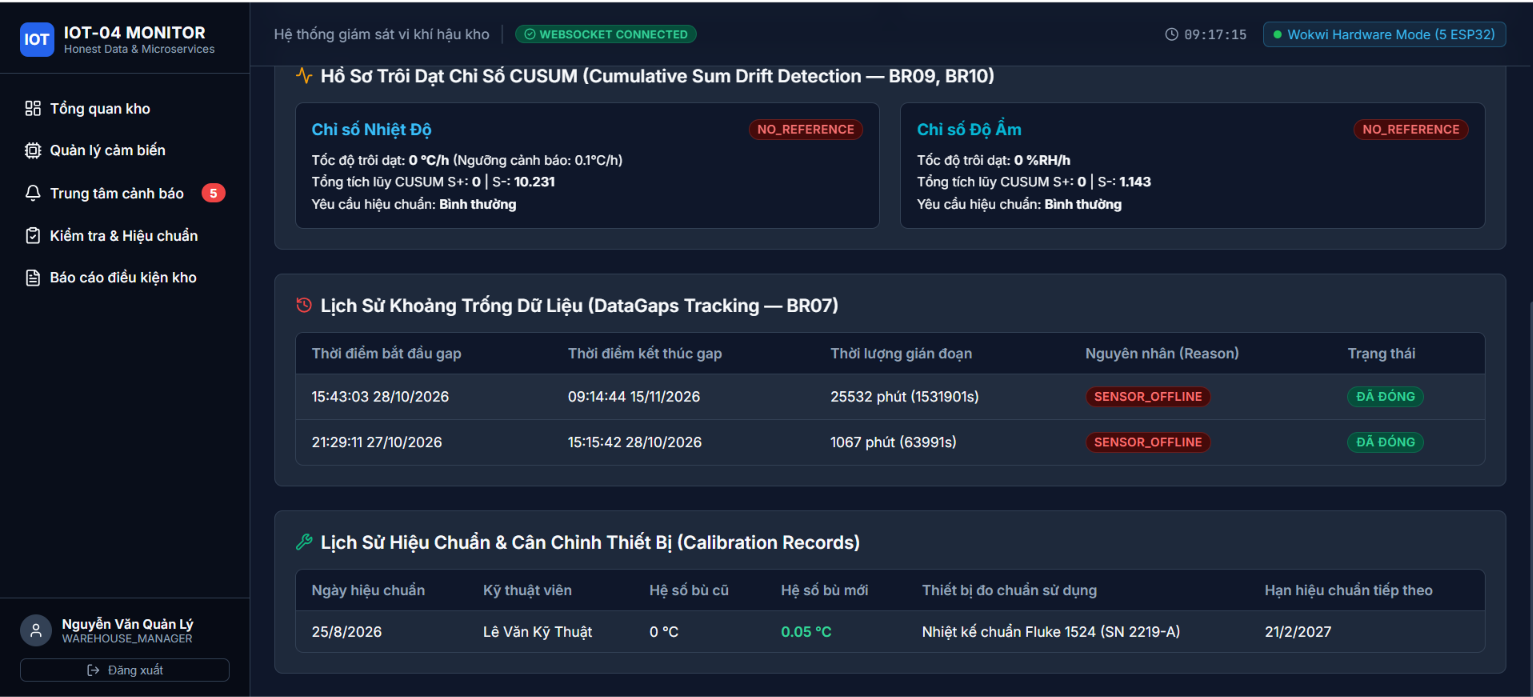 IOT
IOT-04 MONITOR
Honest Data & Microservices
Tổng quan kho
Quản lý cảm biến
Trung tâm cảnh báo 5
Kiểm tra & Hiệu chuẩn
Báo cáo điều kiện kho
Nguyễn Văn Quản Lý
WAREHOUSE_MANAGER
Đăng xuất
Hệ thống giám sát vi khí hậu kho
WEBSOCKET CONNECTED
09:17:15
Wokwi Hardware Mode (5 ESP32)
Hồ Sơ Trôi Dạt Chỉ Số CUSUM (Cumulative Sum Drift Detection — BR09, BR10)
Chỉ số Nhiệt Độ NO_REFERENCE
Tốc độ trôi dạt: 0 °C/h (Ngưỡng cảnh báo: 0.1°C/h)
Tổng tích lũy CUSUM S+: 0 | S-: 10.231
Yêu cầu hiệu chuẩn: Bình thường
Chỉ số Độ Ẩm NO_REFERENCE
Tốc độ trôi dạt: 0 %RH/h
Tổng tích lũy CUSUM S+: 0 | S-: 1.143
Yêu cầu hiệu chuẩn: Bình thường
Lịch Sử Khoảng Trống Dữ Liệu (DataGaps Tracking — BR07)
Thời điểm bắt đầu gap Thời điểm kết thúc gap Thời lượng gián đoạn Nguyên nhân (Reason) Trạng thái
15:43:03 28/10/2026 09:14:44 15/11/2026 25532 phút (1531901s) SENSOR_OFFLINE ĐÃ ĐÓNG
21:29:11 27/10/2026 15:15:42 28/10/2026 1067 phút (63991s) SENSOR_OFFLINE ĐÃ ĐÓNG
Lịch Sử Hiệu Chuẩn & Cân Chỉnh Thiết Bị (Calibration Records)
Ngày hiệu chuẩn Kỹ thuật viên Hệ số bù cũ Hệ số bù mới Thiết bị đo chuẩn sử dụng Hạn hiệu chuẩn tiếp theo
25/8/2026 Lê Văn Kỹ Thuật 0 °C 0.05 °C Nhiệt kế chuẩn Fluke 1524 (SN 2219-A) 21/2/2027